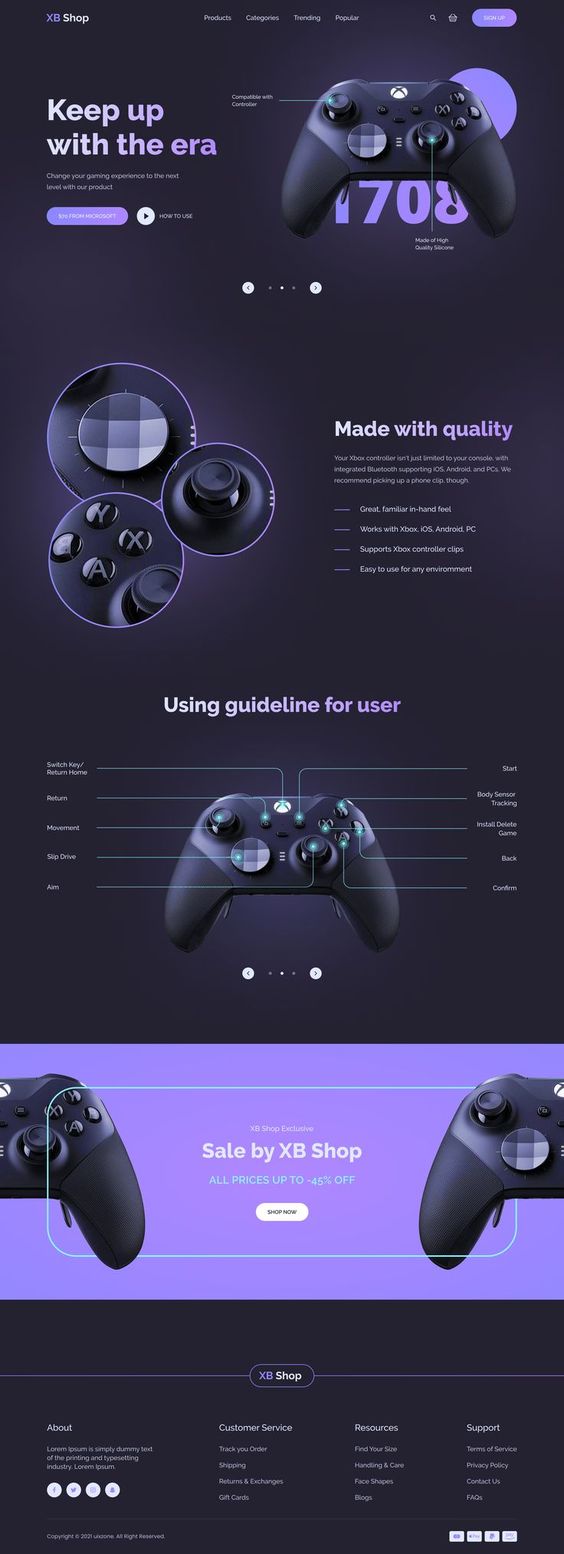 XB Shop
Products
Categories
Trending
Popular
SIGN UP
Compatible with
Controller
Keep up
with the era
Change your gaming experience to the next
level with our product
$70 FROM MICROSOFT
HOW TO USE
1708
Made of High
Quality Silicone
Made with quality
Your Xbox controller isn't just limited to your console, with
integrated Bluetooth supporting iOS, Android, and PCs. We
recommend picking up a phone clip, though.
Great, familiar in-hand feel
Works with Xbox, iOS, Android, PC
Supports Xbox controller clips
Easy to use for any enviromment
Y
X
A
Using guideline for user
Switch Key/
Return Home
Return
Movement
Slip Drive
Aim
Start
Body Sensor
Tracking
Install Delete
Game
Back
Confirm
XB Shop Exclusive
Sale by XB Shop
ALL PRICES UP TO -45% OFF
SHOP NOW
XB Shop
About
Lorem Ipsum is simply dummy text
of the printing and typesetting
industry. Lorem Ipsum.
Customer Service
Track you Order
Shipping
Returns & Exchanges
Gift Cards
Resources
Find Your Size
Handling & Care
Face Shapes
Blogs
Support
Terms of Service
Privacy Policy
Contact Us
FAQs
Copyright © 2021 uixzone. All Right Reserved.